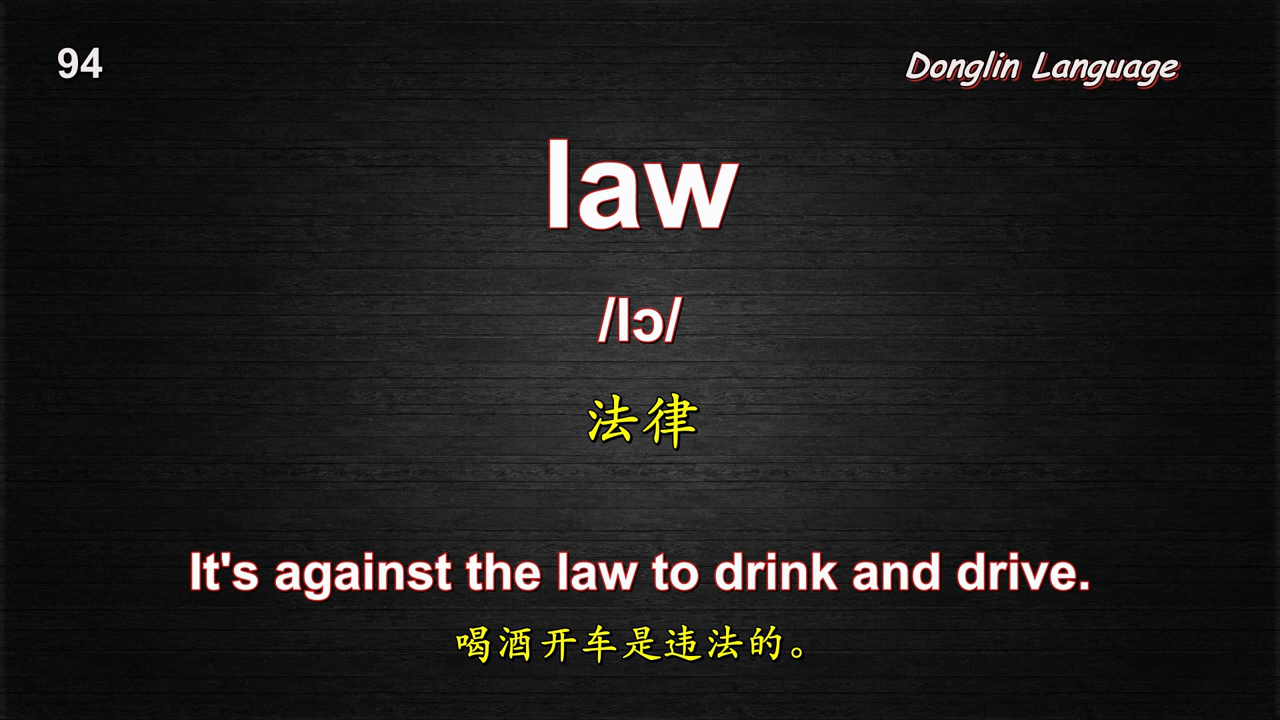 94
Donglin Language
law
/lɔ/
法律
It's against the law to drink and drive.
喝酒开车是违法的。